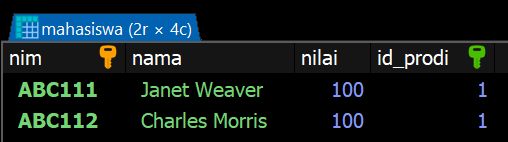 mahasiswa (2r × 4c)
nim nama nilai id_prodi
ABC111 Janet Weaver 100 1
ABC112 Charles Morris 100 1